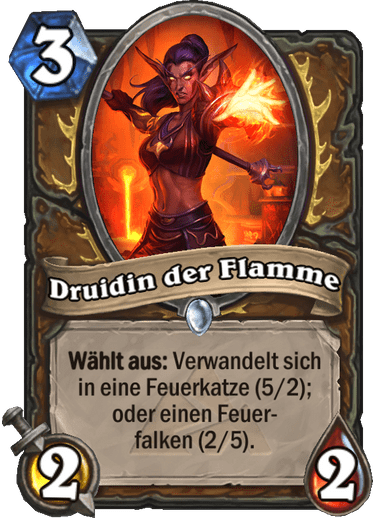 3
Druidin der Flamme
Wählt aus: Verwandelt sich
in eine Feuerkatze (5/2);
oder einen Feuer-
falken (2/5).
2 2